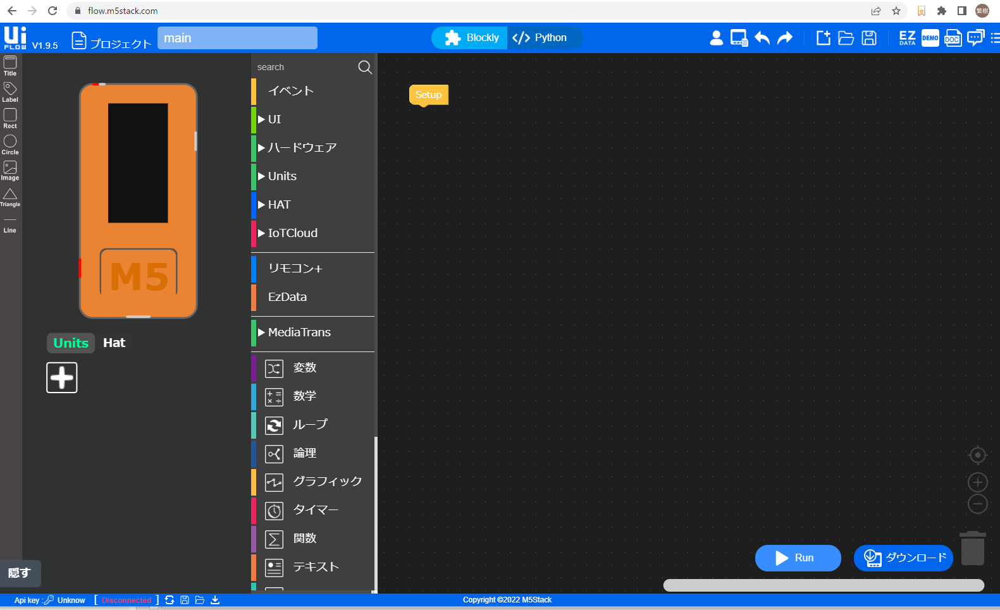 flow.m5stack.com
繁樹
Ui
FLOW
V1.9.5
プロジェクト
main
Blockly
Python
EZ
DATA
DEMO
DOC
Title
Label
Rect
Circle
Image
Triangle
Line
M5
Units
Hat
隠す
search
イベント
UI
ハードウェア
Units
HAT
IoTCloud
リモコン+
EzData
MediaTrans
変数
数学
ループ
論理
グラフィック
タイマー
関数
テキスト
Setup
Run
ダウンロード
Api key :
Unknow
[ Disconnected ]
Copyright ©2022 M5Stack